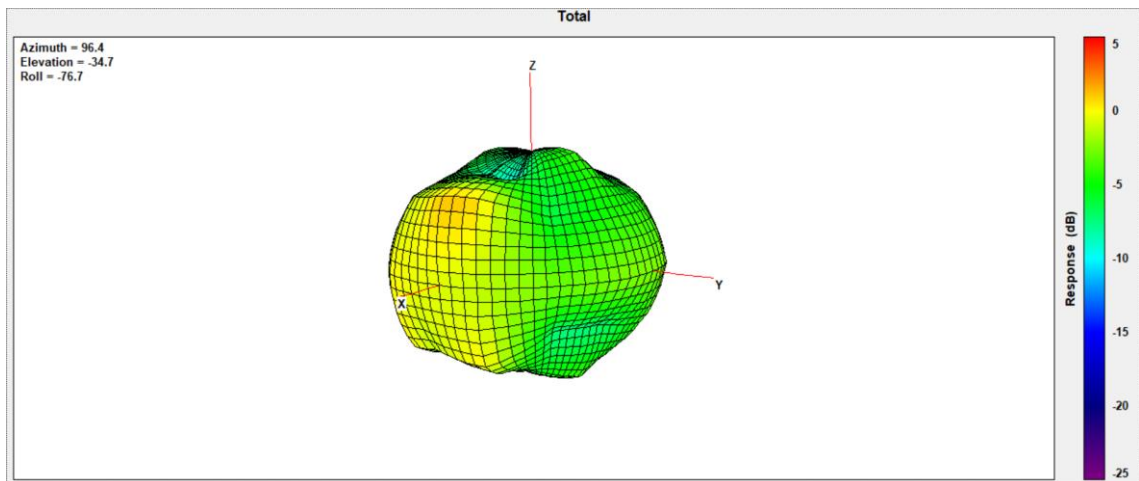 Total
Azimuth = 96.4
Elevation = -34.7
Roll = -76.7
Z
Y
X
5
0
-5
-10
-15
-20
-25
Response (dB)